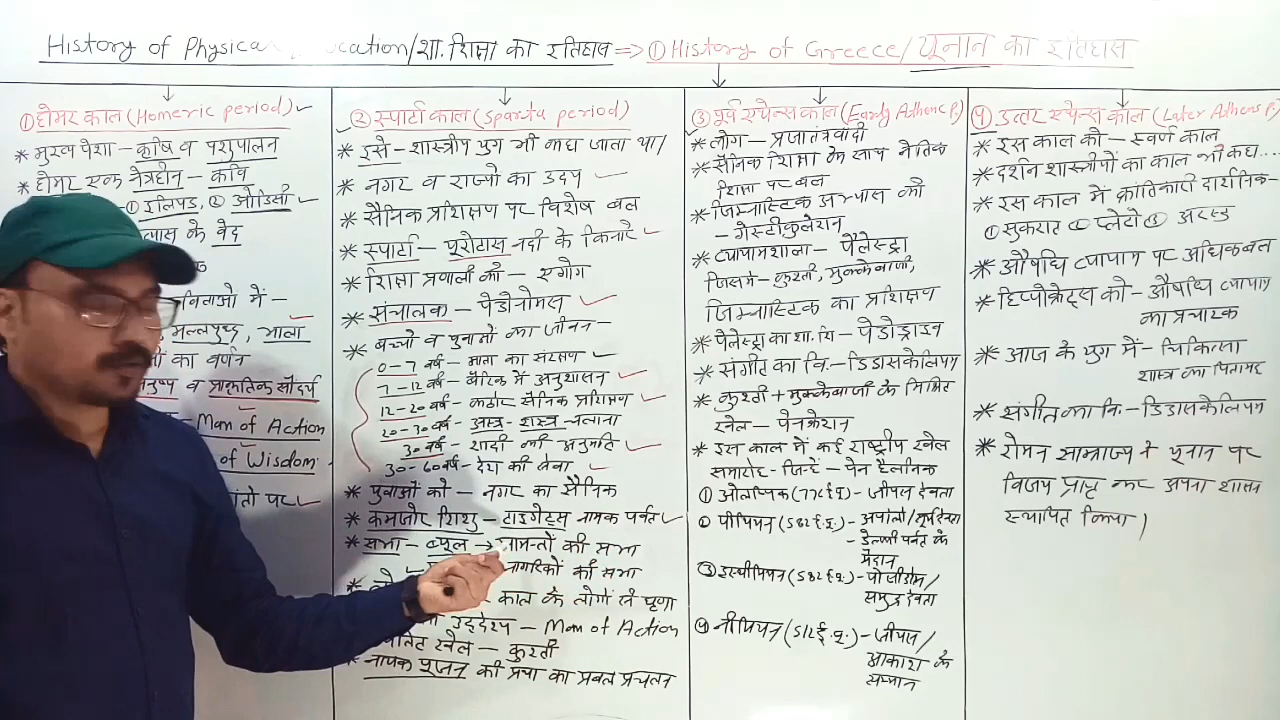 History of Physica ucation/शा. शिक्षा का इतिहास ⇒ ① History of Greece/यूनान का इतिहास
① होमर काल (Homeric period)
* मुख्य पेशा – कृषि व पशुपालन
* होमर एक नेत्रहीन – कवि
① इलियड, ② ओडिसी
के वेद
विताओ में –
मल्लयुध्द, भाला
का वर्णन
व प्राकृतिक सौंदर्य
– Man of Action
of Wisdom
पर
② स्पार्टा काल (Sparta period)
* इसे – शास्त्रीय युग भी कहा जाता था।
* नगर व राज्यो का उदय
* सैनिक प्रशिक्षण पर विशेष बल
* स्पार्टा – यूरोटास नदी के किनारे
* शिक्षा प्रणाली को – एगोग
* संचालक – पेडोनोमस
* बच्चो व युवाओ का जीवन –
0-7 वर्ष – माता का संरक्षण
7-12 वर्ष – बैरिक में अनुशासन
12-20 वर्ष – कठोर सैनिक प्रशिक्षण
20-30 वर्ष – अस्त्र-शस्त्र चलाना
30 वर्ष – शादी की अनुमति
30-60 वर्ष – देश की सेवा
* युवाओं को – नगर का सैनिक
* कमजोर शिशु – टाइगेट्स नामक पर्वत
* सभा – ब्यूल → सामन्तों की सभा
नागरिकों की सभा
काल के लोगों से घृणा
उद्देश्य – Man of Action
खेल – कुश्ती
* नायक पूजन की प्रथा का प्रबल प्रचलन
③ पूर्व एथेन्स काल (Early Adhenc P.)
* लोग – प्रजातंत्रवादी
* सैनिक शिक्षा के साथ नैतिक
शिक्षा पर बल
* जिम्नास्टिक अभ्यास को
– गेस्टीकुलेशन
* व्यायामशाला – पैलेस्ट्रा
जिसमे – कुश्ती, मुक्केबाजी,
जिमनास्टिक का प्रशिक्षण
* पैलेस्ट्रा का शा. शि – पेडोट्राइब
* संगीत का वि. – डिडासकेलियम
* कुश्ती + मुक्केबाजी के मिश्रित
खेल – पेनक्रेशन
* इस काल में कई राष्ट्रीय खेल
समारोह – जिन्हें – पेन हैलनिक
① ओलम्पिक (776 ई.पू) – जीयस देवता
② पीथियन (582 ई.पू.) – अपोलो/सूर्य देवता
– डेल्फी पर्वत के
मैदान
③ इस्थीमियन (582 ई.पू.) – पोसीडोन/
समुद्र देवता
④ नीमियन (512 ई.पू.) – जीयस/
आकाश के
सम्मान
④ उत्तर एथेन्स काल (Later Adhens P.)
* इस काल को – स्वर्ण काल
* दर्शन शास्त्रीयों का काल भी कहा....
* इस काल में क्रांतिकारी दार्शनिक –
① सुकरात ② प्लेटो ③ अरस्तु
* औषधि व्यायाम पर अधिक बल
* हिप्पोक्रेट्स को – औषधि व्यायाम
का प्रचारक
* आज के युग में – चिकित्सा
शास्त्र का पितामह
* संगीत का वि. – डिडासकेलियम
* रोमन साम्राज्य ने यूनान पर
विजय प्राप्त कर अपना शासन
स्थापित किया।